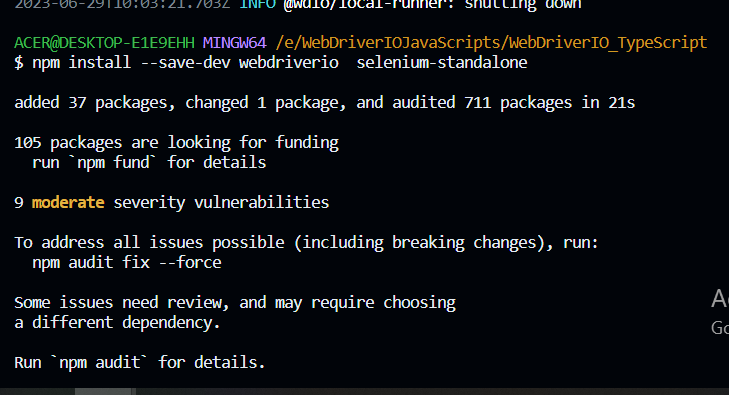 2023-06-29T10:03:21.703Z INFO @wdio/local-runner: shutting down
ACER@DESKTOP-E1E9EHH MINGW64 /e/WebDriverIOJavaScripts/WebDriverIO_TypeScript
$ npm install --save-dev webdriverio  selenium-standalone
added 37 packages, changed 1 package, and audited 711 packages in 21s
105 packages are looking for funding
  run `npm fund` for details
9 moderate severity vulnerabilities
To address all issues possible (including breaking changes), run:
  npm audit fix --force
Some issues need review, and may require choosing
a different dependency.
Run `npm audit` for details.